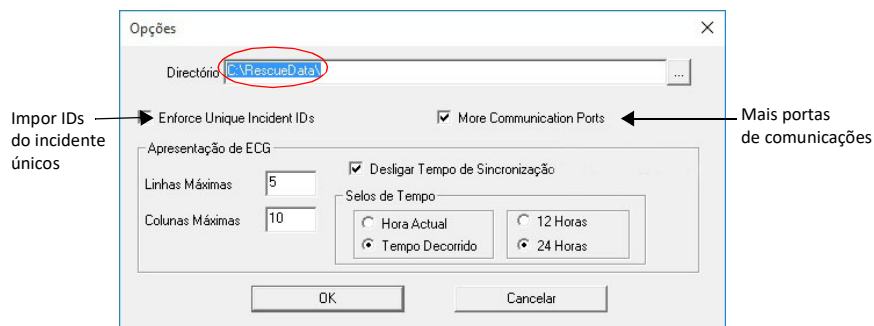 Opções
Directório C:\RescueData\ ...
Impor IDs
do incidente
únicos
Enforce Unique Incident IDs
More Communication Ports
Mais portas
de comunicações
Apresentação de ECG
Linhas Máximas 5
Colunas Máximas 10
Desligar Tempo de Sincronização
Selos de Tempo
Hora Actual
Tempo Decorrido
12 Horas
24 Horas
OK
Cancelar